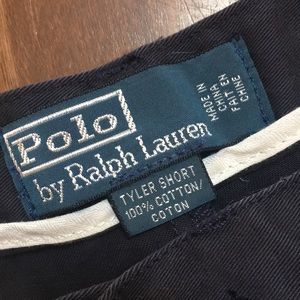 Polo
by Ralph Lauren
MADE IN
CHINA
FAIT EN
CHINE
TYLER SHORT
100% COTTON/
COTON